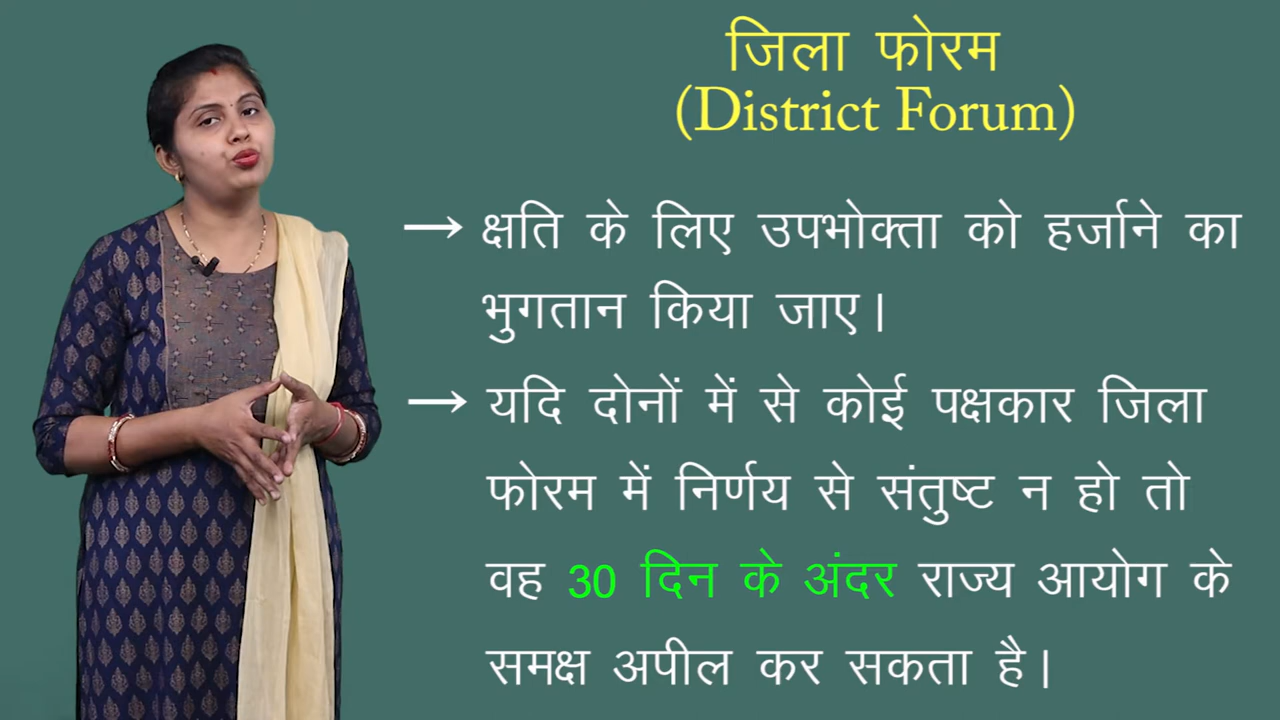 जिला फोरम
(District Forum)
→ क्षति के लिए उपभोक्ता को हर्जाने का
भुगतान किया जाए।
→ यदि दोनों में से कोई पक्षकार जिला
फोरम में निर्णय से संतुष्ट न हो तो
वह 30 दिन के अंदर राज्य आयोग के
समक्ष अपील कर सकता है।